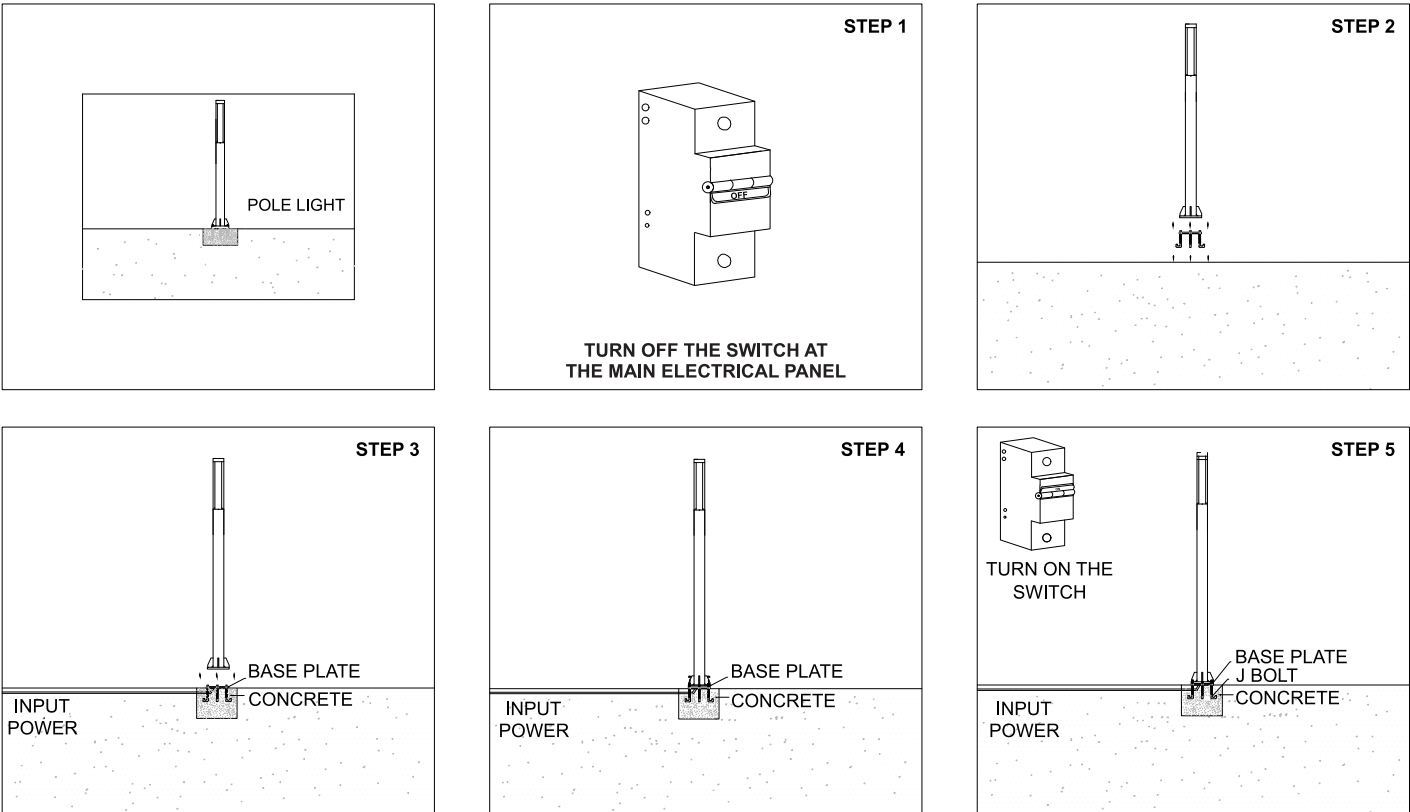 POLE LIGHT
STEP 1
OFF
TURN OFF THE SWITCH AT
THE MAIN ELECTRICAL PANEL
STEP 2
STEP 3
BASE PLATE
CONCRETE
INPUT
POWER
STEP 4
BASE PLATE
CONCRETE
INPUT
POWER
STEP 5
TURN ON THE
SWITCH
BASE PLATE
J BOLT
CONCRETE
INPUT
POWER